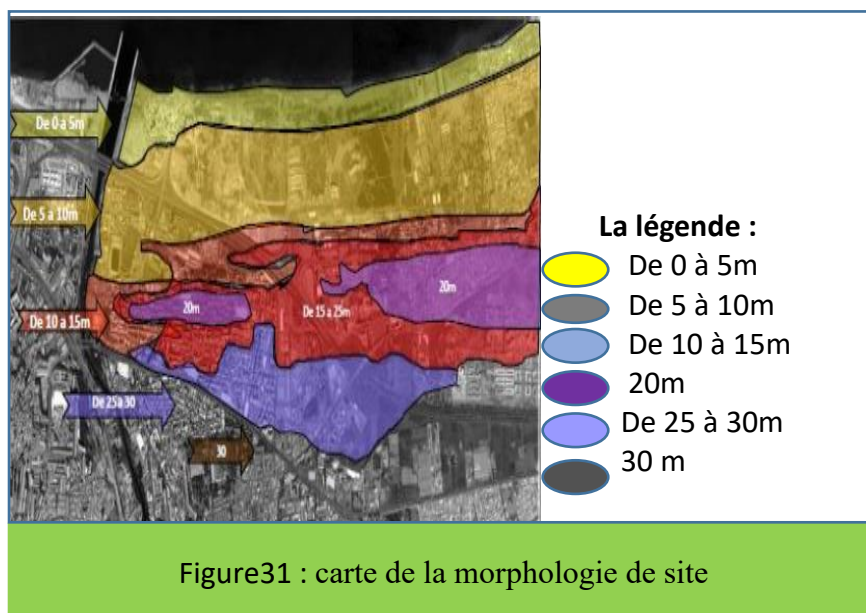 De 0 a 5m
De 5 a 10m
De 10 a 15m
20m
De 15 a 25m
20m
De 25 a 30
30
La légende :
De 0 à 5m
De 5 à 10m
De 10 à 15m
20m
De 25 à 30m
30 m
Figure31 : carte de la morphologie de site